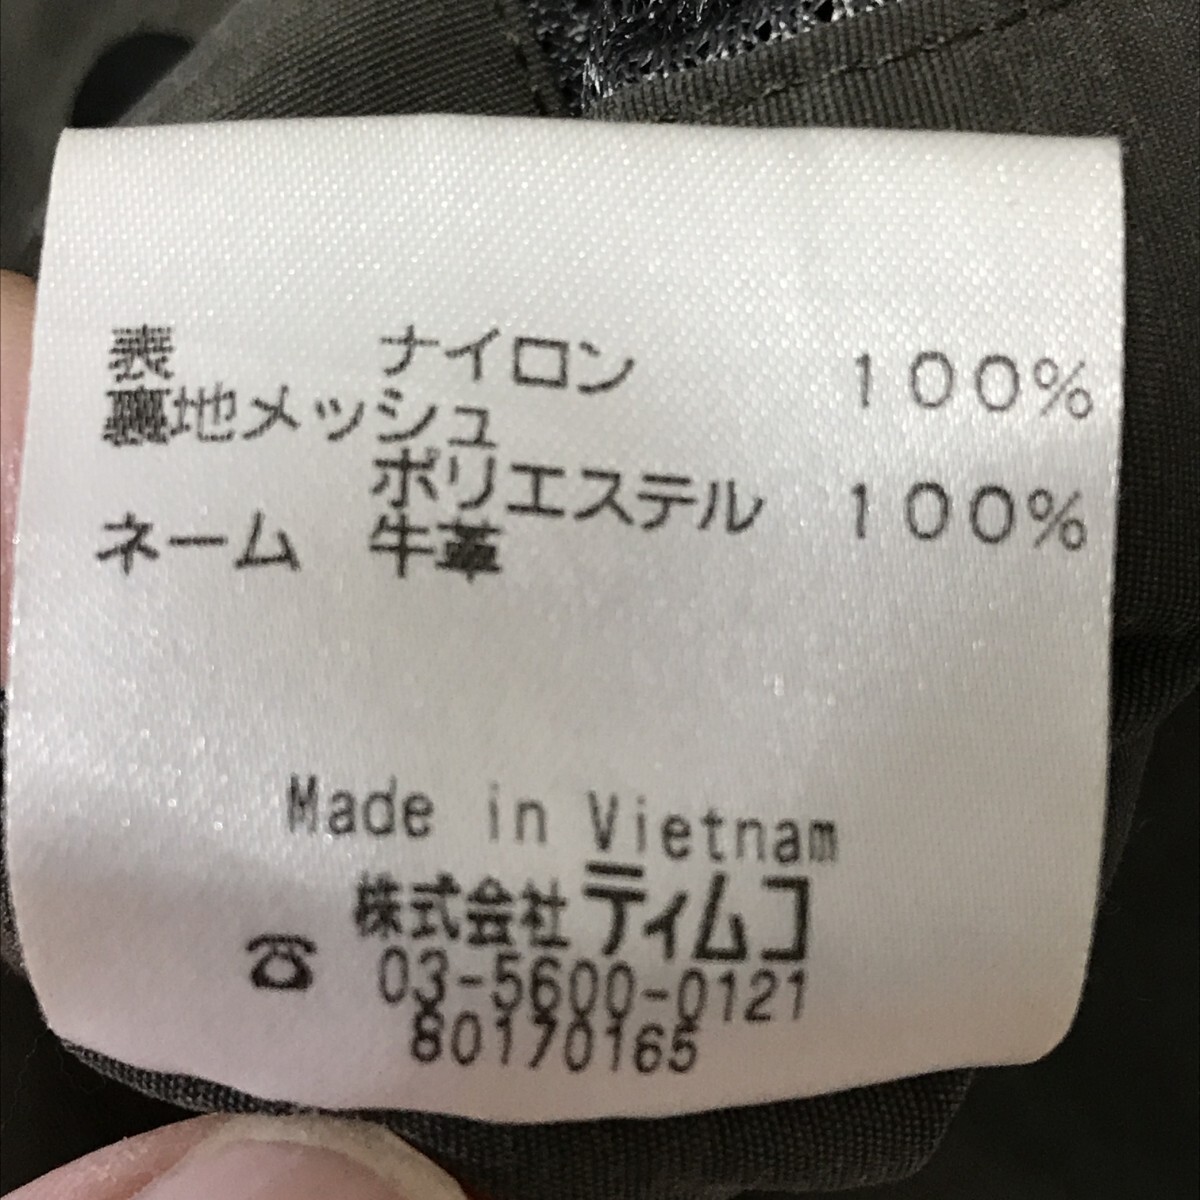 表 ナイロン １００％
裏地メッシュ
ポリエステル １００％
ネーム 牛革
Made in Vietnam
株式会社ティムコ
☎ 03-5600-0121
80170165